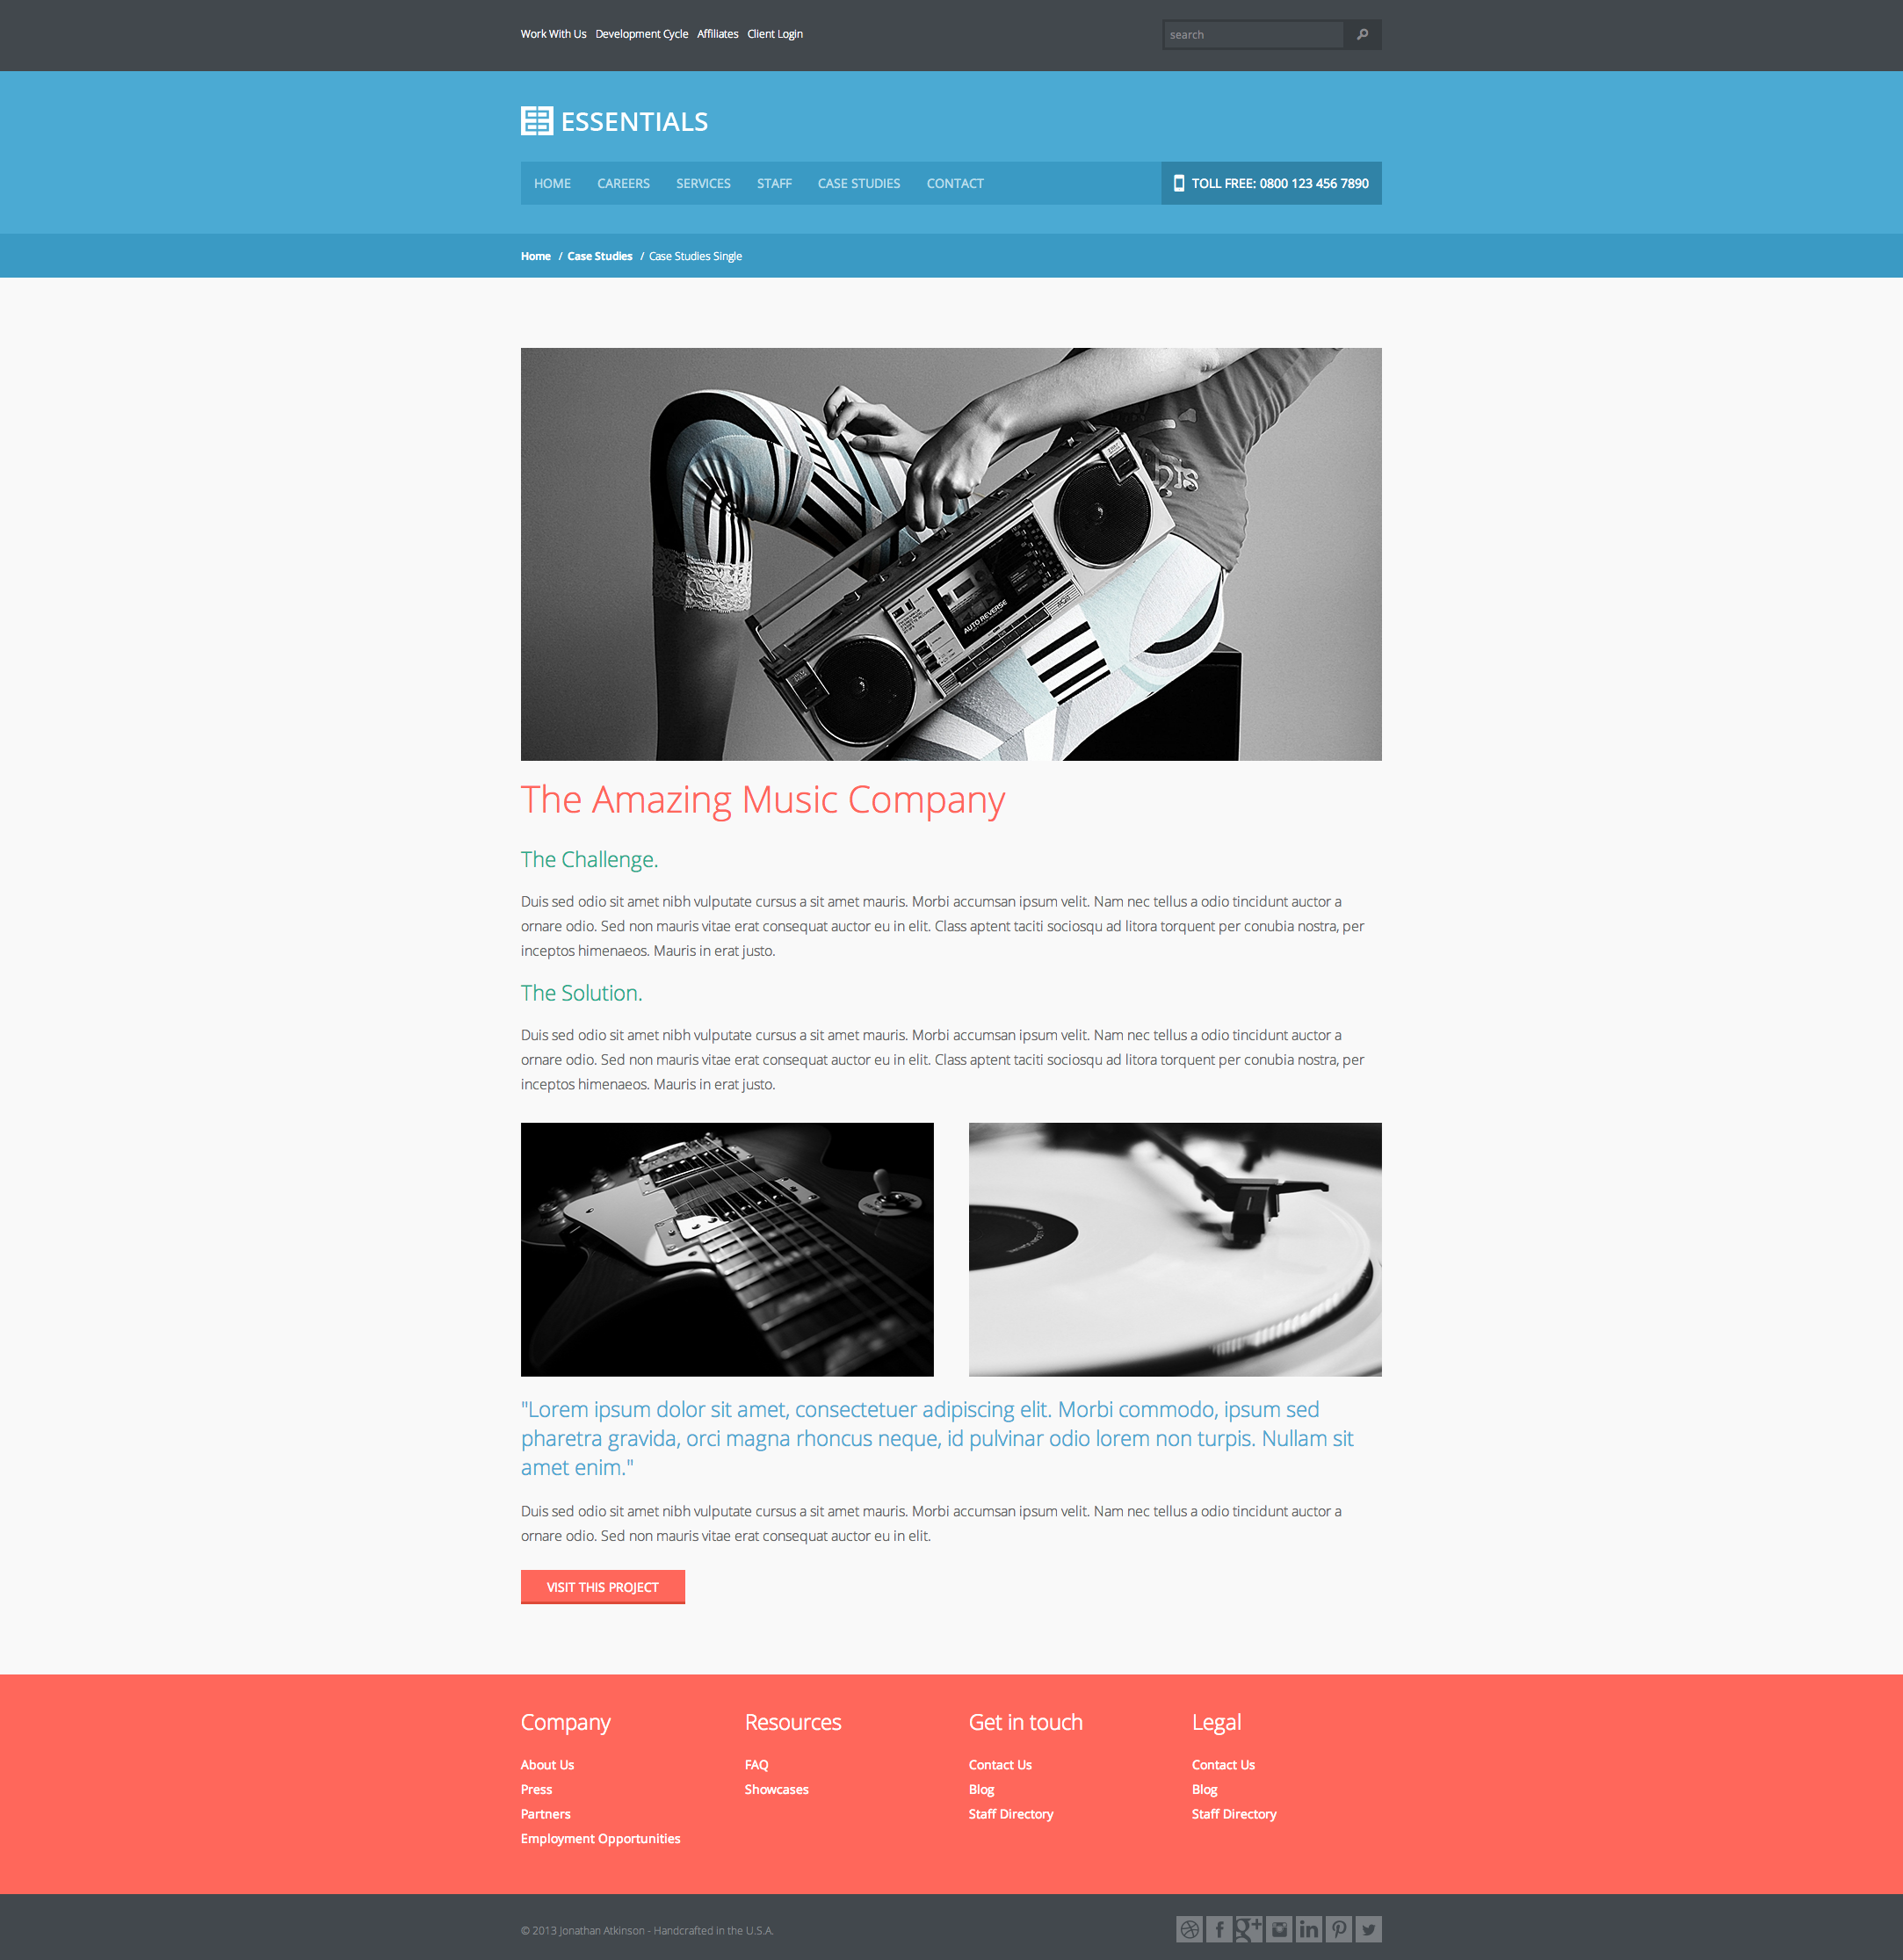 Work With Us Development Cycle Affiliates Client Login
search
ESSENTIALS
HOME CAREERS SERVICES STAFF CASE STUDIES CONTACT
TOLL FREE: 0800 123 456 7890
Home / Case Studies / Case Studies Single
AUTO REVERSE
The Amazing Music Company
The Challenge.
Duis sed odio sit amet nibh vulputate cursus a sit amet mauris. Morbi accumsan ipsum velit. Nam nec tellus a odio tincidunt auctor a
ornare odio. Sed non mauris vitae erat consequat auctor eu in elit. Class aptent taciti sociosqu ad litora torquent per conubia nostra, per
inceptos himenaeos. Mauris in erat justo.
The Solution.
Duis sed odio sit amet nibh vulputate cursus a sit amet mauris. Morbi accumsan ipsum velit. Nam nec tellus a odio tincidunt auctor a
ornare odio. Sed non mauris vitae erat consequat auctor eu in elit. Class aptent taciti sociosqu ad litora torquent per conubia nostra, per
inceptos himenaeos. Mauris in erat justo.
"Lorem ipsum dolor sit amet, consectetuer adipiscing elit. Morbi commodo, ipsum sed
pharetra gravida, orci magna rhoncus neque, id pulvinar odio lorem non turpis. Nullam sit
amet enim."
Duis sed odio sit amet nibh vulputate cursus a sit amet mauris. Morbi accumsan ipsum velit. Nam nec tellus a odio tincidunt auctor a
ornare odio. Sed non mauris vitae erat consequat auctor eu in elit.
VISIT THIS PROJECT
Company
About Us
Press
Partners
Employment Opportunities
Resources
FAQ
Showcases
Get in touch
Contact Us
Blog
Staff Directory
Legal
Contact Us
Blog
Staff Directory
© 2013 Jonathan Atkinson - Handcrafted in the U.S.A.